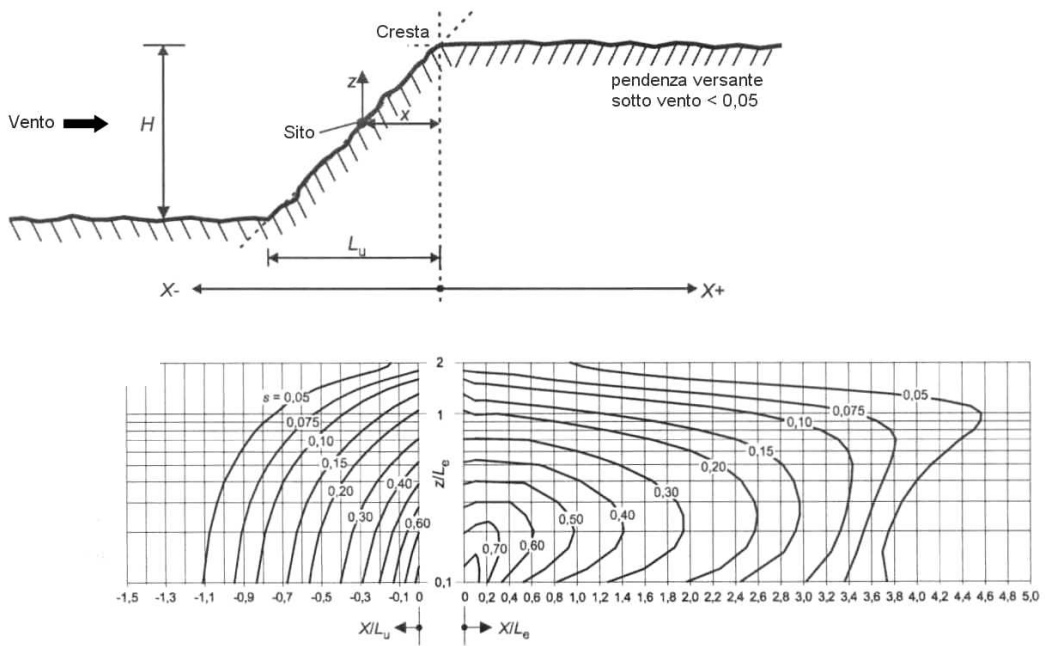 Cresta
pendenza versante
sotto vento < 0,05
z
x
Vento
H
Sito
Lu
X-
X+
2
s = 0,05
0,075
0,10
0,15
0,20
0,30
0,40
0,60
1
z/Le
0,1
0,05
0,075
0,10
0,15
0,20
0,30
0,40
0,50
0,60
0,70
-1,5 -1,3 -1,1 -0,9 -0,7 -0,5 -0,3 -0,1 0
0 0,2 0,4 0,6 0,8 1,0 1,2 1,4 1,6 1,8 2,0 2,2 2,4 2,6 2,8 3,0 3,2 3,4 3,6 3,8 4,0 4,2 4,4 4,6 4,8 5,0
X/Lu
X/Le